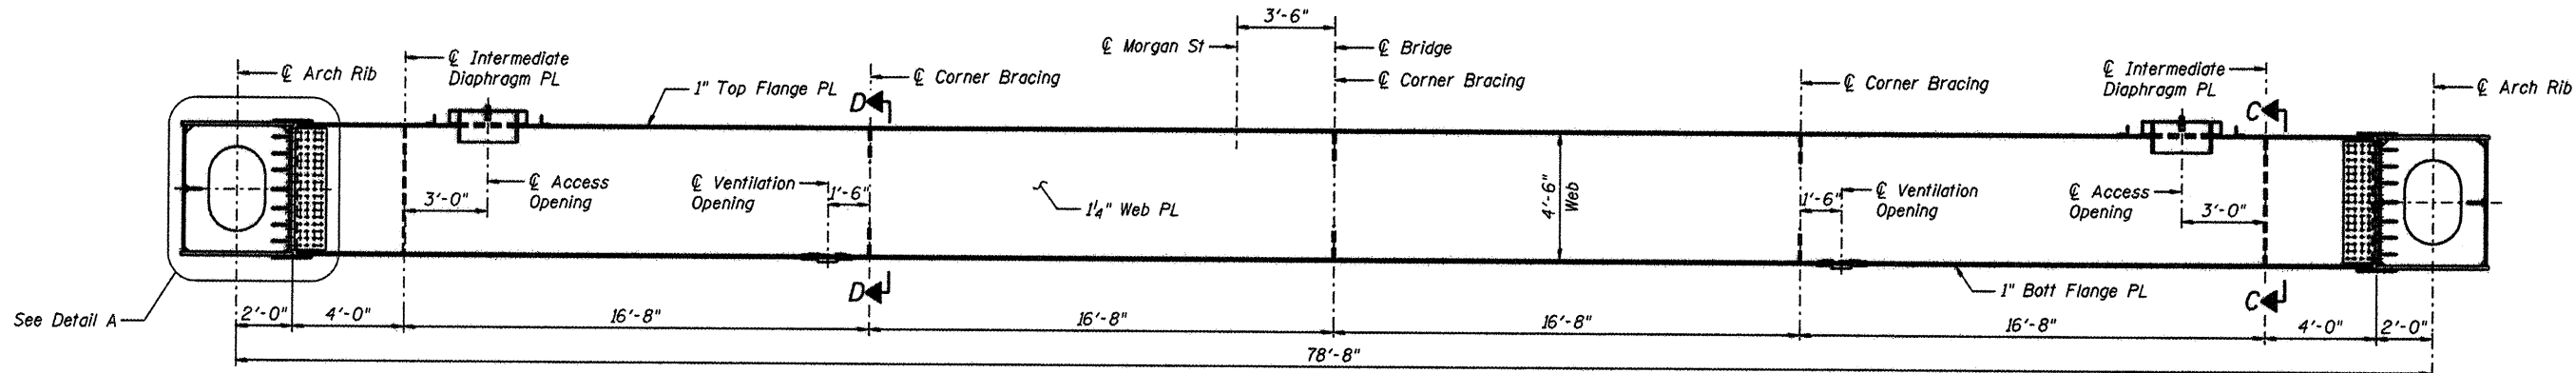 3'-6"
℄ Morgan St
℄ Bridge
℄ Arch Rib
℄ Intermediate
Diaphragm PL
℄ Corner Bracing
℄ Corner Bracing
℄ Corner Bracing
℄ Intermediate
Diaphragm PL
℄ Arch Rib
1" Top Flange PL
D
C
3'-0"
℄ Access
Opening
℄ Ventilation
Opening
1'-6"
1¼" Web PL
4'-6"
Web
1'-6"
℄ Ventilation
Opening
℄ Access
Opening
3'-0"
D
1" Bott Flange PL
C
See Detail A
2'-0"
4'-0"
16'-8"
16'-8"
16'-8"
16'-8"
4'-0"
2'-0"
78'-8"